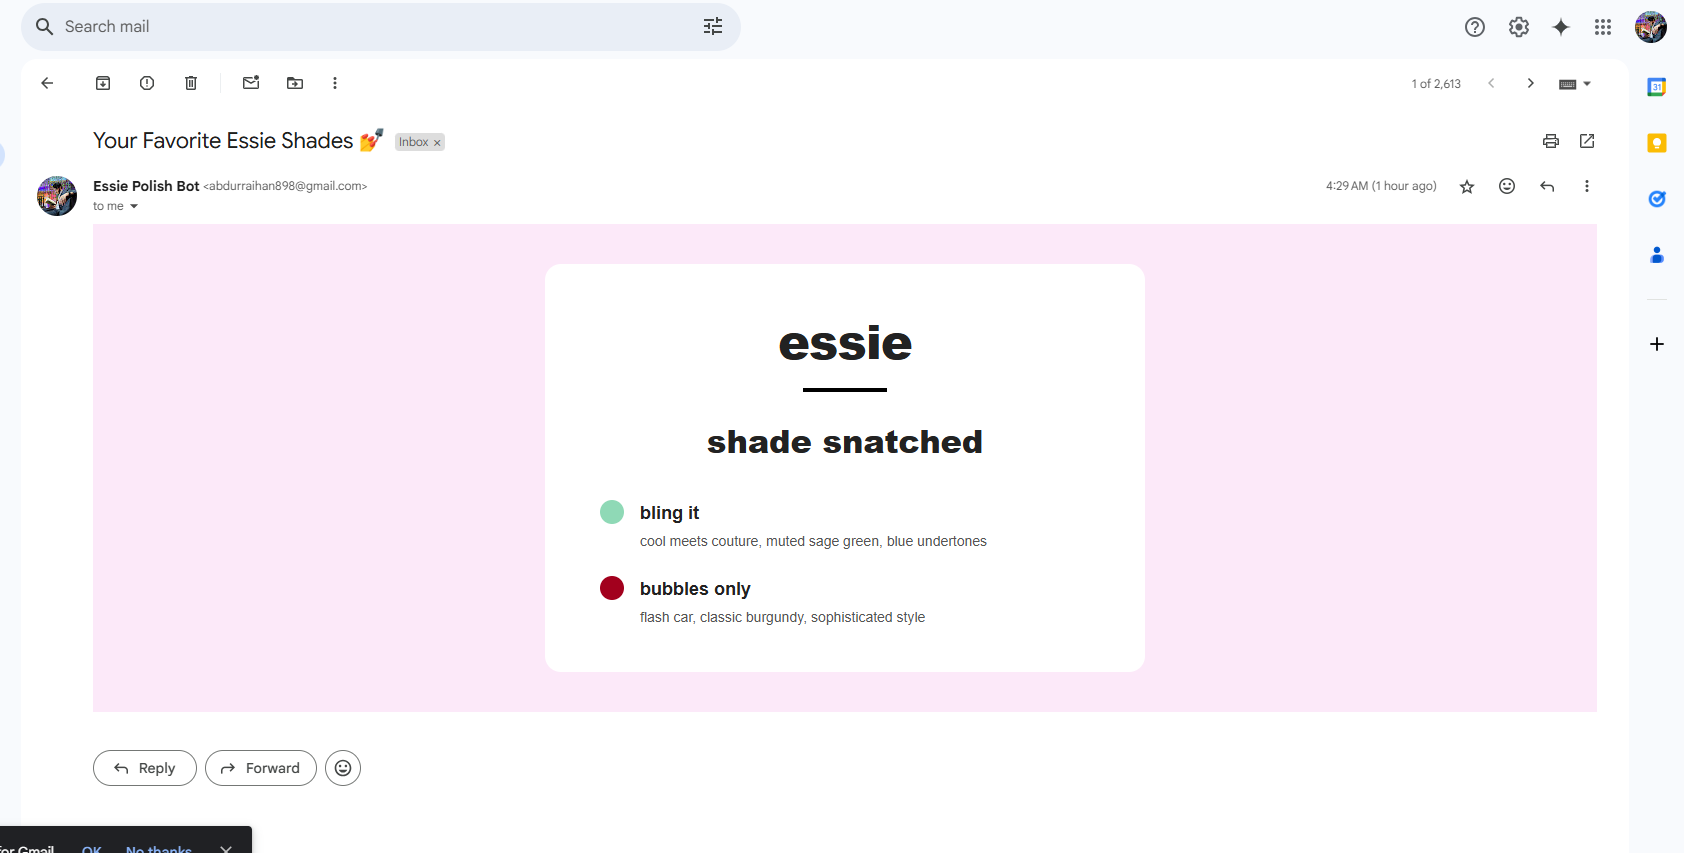 Search mail
1 of 2,613
Your Favorite Essie Shades 💅 Inbox ×
Essie Polish Bot <abdurraihan898@gmail.com>
4:29 AM (1 hour ago)
to me
31
essie
shade snatched
bling it
cool meets couture, muted sage green, blue undertones
bubbles only
flash car, classic burgundy, sophisticated style
Reply
Forward
for Gmail OK No thanks